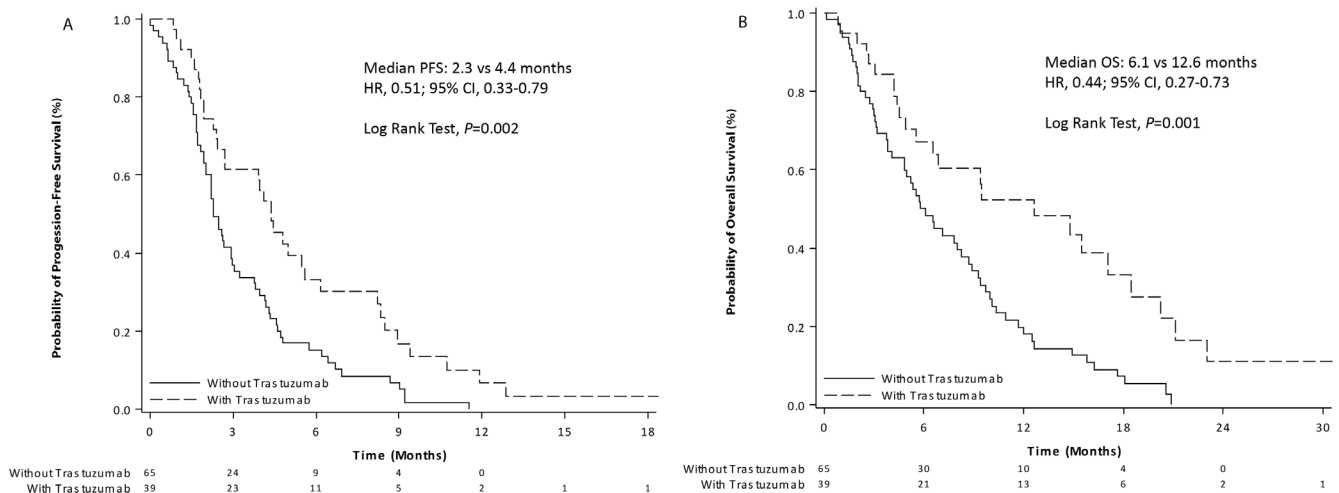 A
Probability of Progession-Free Survival (%)
1.0
0.8
0.6
0.4
0.2
0.0
Median PFS: 2.3 vs 4.4 months
HR, 0.51; 95% CI, 0.33-0.79
Log Rank Test, P=0.002
Without Trastuzumab
With Trastuzumab
0 3 6 9 12 15 18
Time (Months)
Without Trastuzumab 65 24 9 4 0
With Trastuzumab 39 23 11 5 2 1 1
B
Probability of Overall Survival (%)
1.0
0.8
0.6
0.4
0.2
0.0
Median OS: 6.1 vs 12.6 months
HR, 0.44; 95% CI, 0.27-0.73
Log Rank Test, P=0.001
Without Trastuzumab
With Trastuzumab
0 6 12 18 24 30
Time (Months)
Without Trastuzumab 65 30 10 4 0
With Trastuzumab 39 21 13 6 2 1